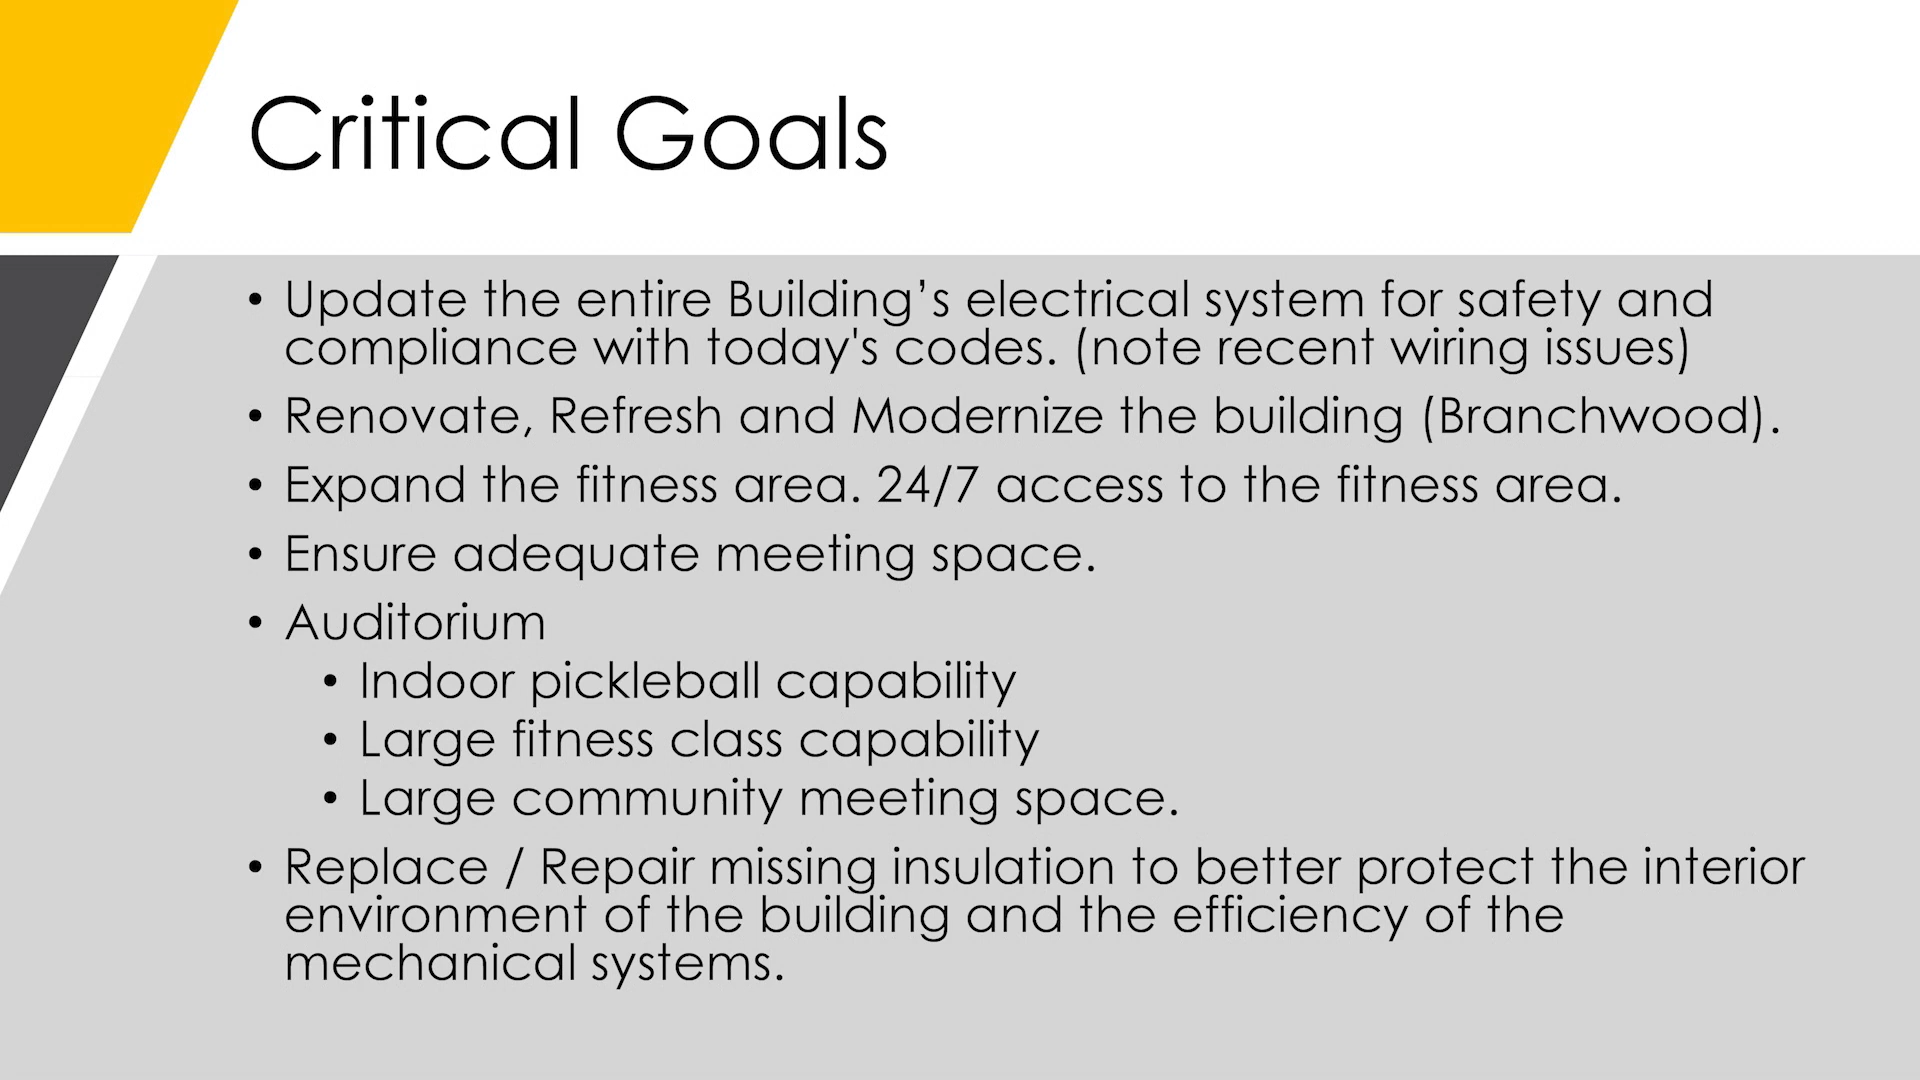 Critical Goals
• Update the entire Building’s electrical system for safety and
compliance with today's codes. (note recent wiring issues)
• Renovate, Refresh and Modernize the building (Branchwood).
• Expand the fitness area. 24/7 access to the fitness area.
• Ensure adequate meeting space.
• Auditorium
• Indoor pickleball capability
• Large fitness class capability
• Large community meeting space.
• Replace / Repair missing insulation to better protect the interior
environment of the building and the efficiency of the
mechanical systems.